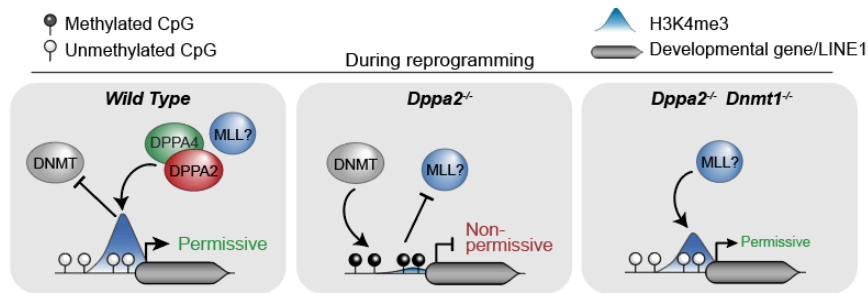 Methylated CpG
Unmethylated CpG
H3K4me3
Developmental gene/LINE1
During reprogramming
Wild Type
DPPA4
MLL?
DNMT
DPPA2
Permissive
Dppa2-/-
DNMT
MLL?
Non-
permissive
Dppa2-/- Dnmt1-/-
MLL?
Permissive